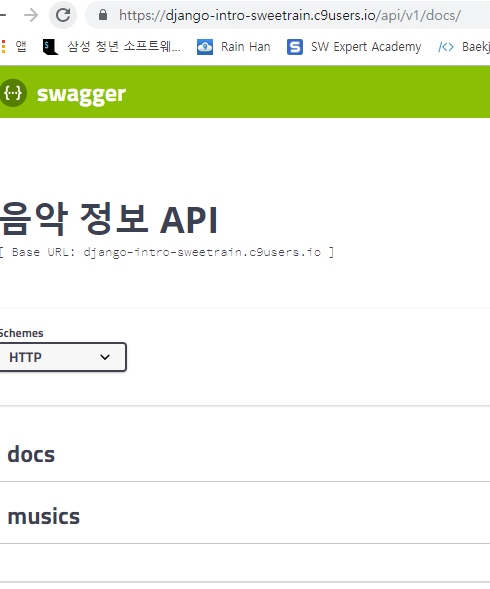 https://django-intro-sweetrain.c9users.io/api/v1/docs/
앱 삼성 청년 소프트웨... Rain Han SW Expert Academy Baekj
swagger
음악 정보 API
[ Base URL: django-intro-sweetrain.c9users.io ]
Schemes
HTTP
docs
musics